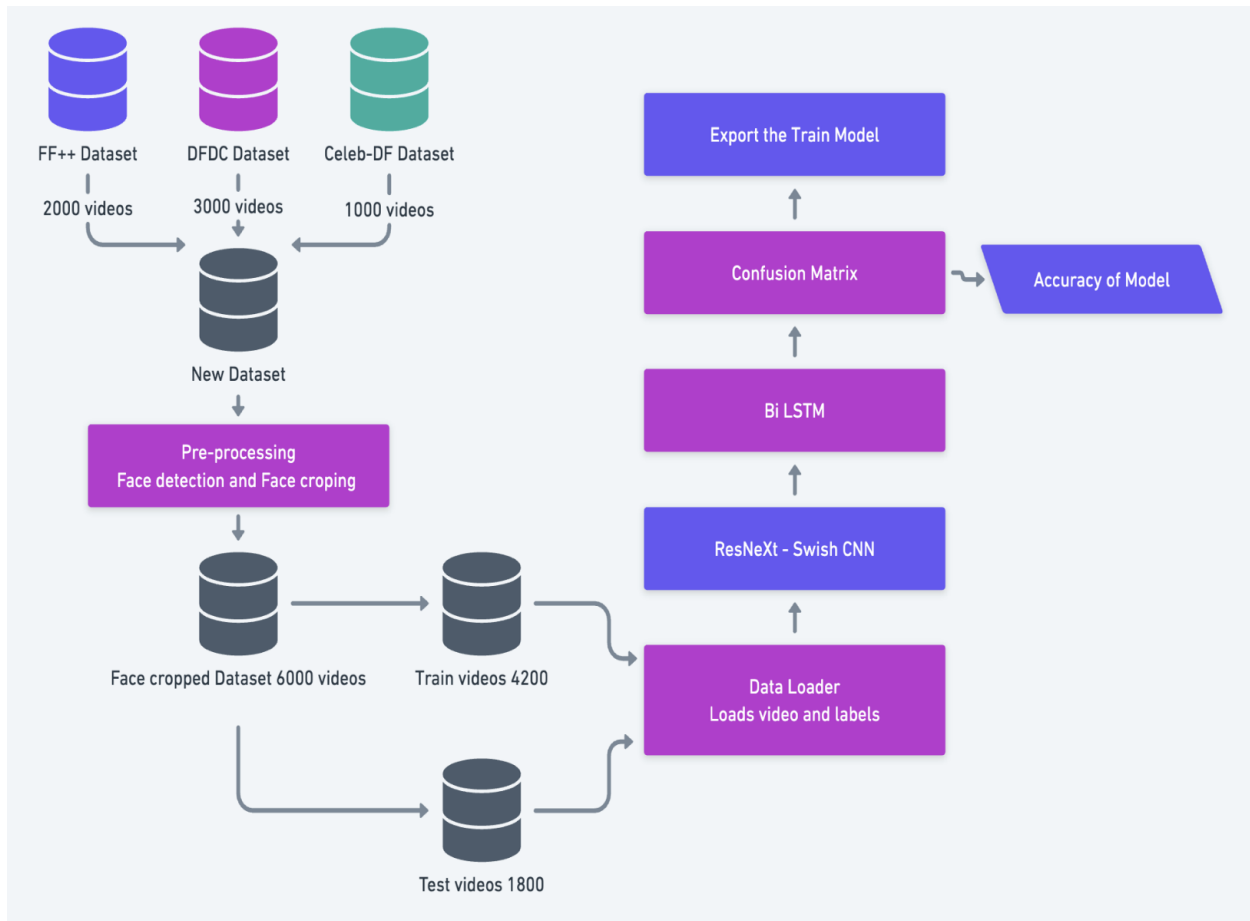 FF++ Dataset
DFDC Dataset
Celeb-DF Dataset
2000 videos
3000 videos
1000 videos
New Dataset
Pre-processing
Face detection and Face croping
Face cropped Dataset 6000 videos
Train videos 4200
Test videos 1800
Data Loader
Loads video and labels
ResNeXt - Swish CNN
Bi LSTM
Confusion Matrix
Accuracy of Model
Export the Train Model